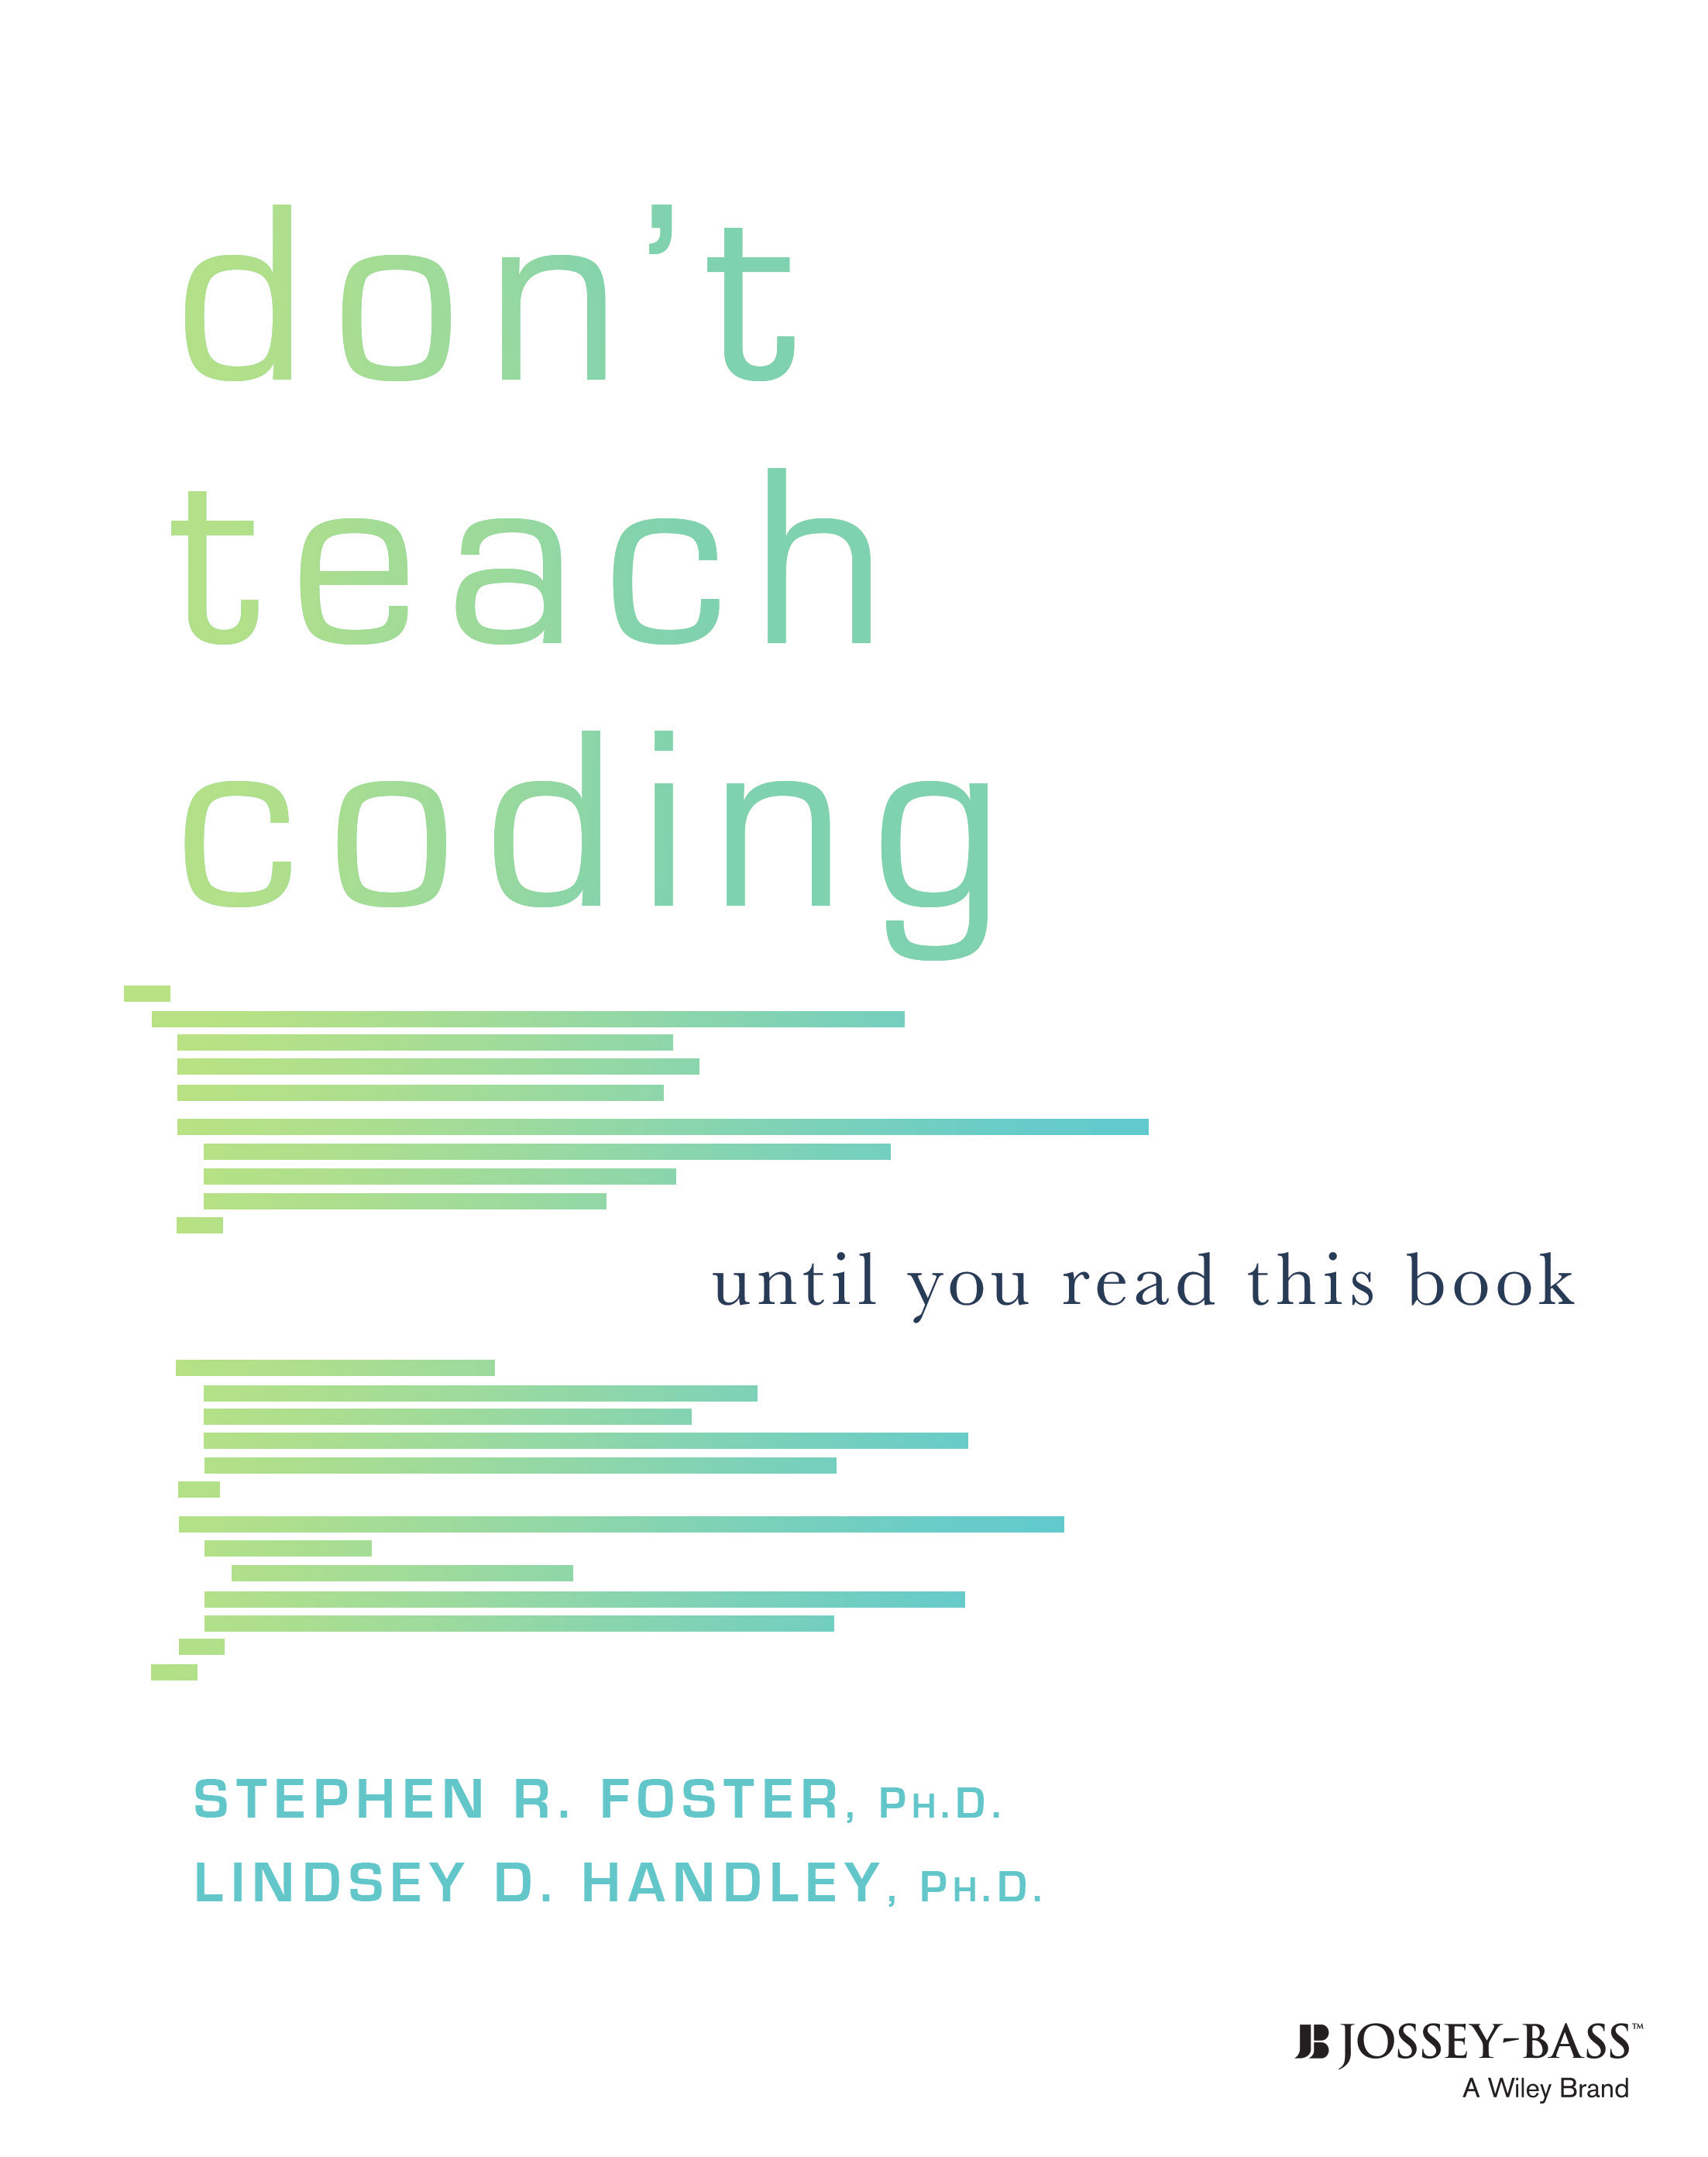 don’t
teach
coding
until you read this book
STEPHEN R. FOSTER, PH.D.
LINDSEY D. HANDLEY, PH.D.
JB JOSSEY-BASS™
A Wiley Brand